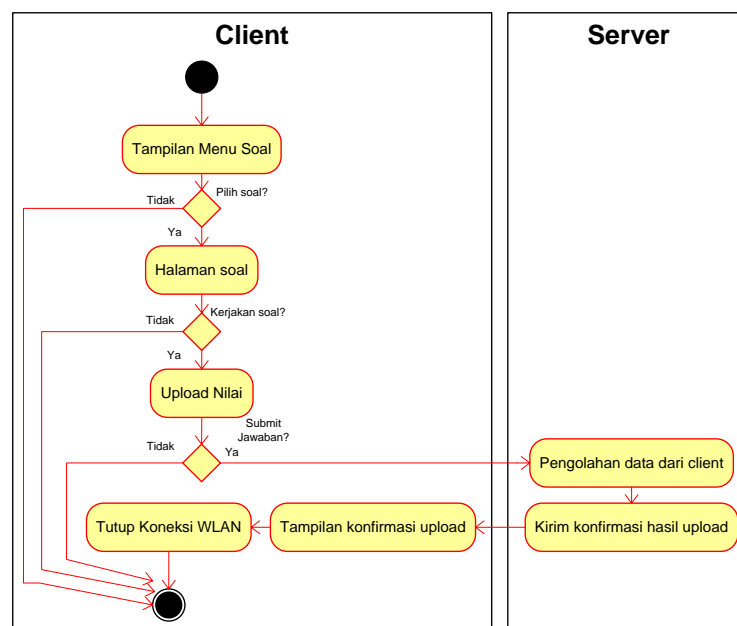 Client
Server
Tampilan Menu Soal
Pilih soal?
Tidak
Ya
Halaman soal
Kerjakan soal?
Tidak
Ya
Upload Nilai
Submit
Jawaban?
Tidak
Ya
Pengolahan data dari client
Tutup Koneksi WLAN
Tampilan konfirmasi upload
Kirim konfirmasi hasil upload